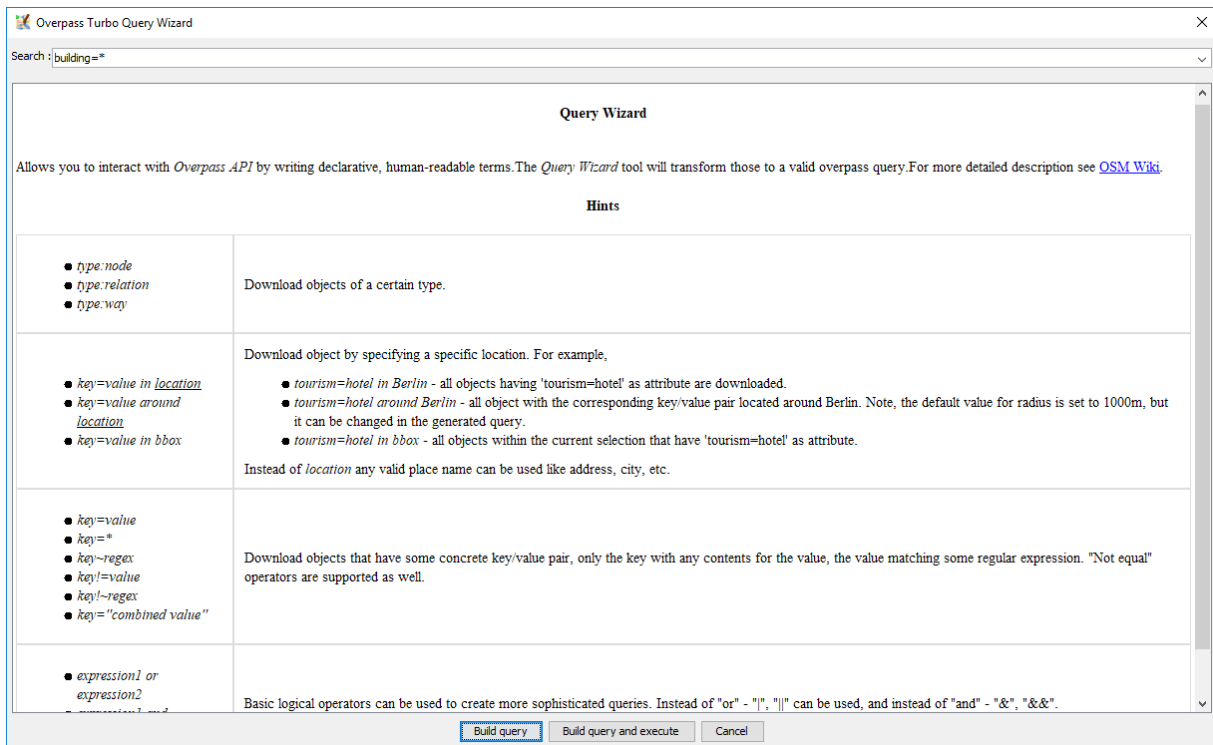 Overpass Turbo Query Wizard
Search : building=*
Query Wizard
Allows you to interact with Overpass API by writing declarative, human-readable terms.The Query Wizard tool will transform those to a valid overpass query.For more detailed description see OSM Wiki.
Hints
type:node
type:relation
type:way
Download objects of a certain type.
key=value in location
key=value around
location
key=value in bbox
Download object by specifying a specific location. For example,
tourism=hotel in Berlin - all objects having 'tourism=hotel' as attribute are downloaded.
tourism=hotel around Berlin - all object with the corresponding key/value pair located around Berlin. Note, the default value for radius is set to 1000m, but
it can be changed in the generated query.
tourism=hotel in bbox - all objects within the current selection that have 'tourism=hotel' as attribute.
Instead of location any valid place name can be used like address, city, etc.
key=value
key=*
key~regex
key!=value
key!~regex
key="combined value"
Download objects that have some concrete key/value pair, only the key with any contents for the value, the value matching some regular expression. "Not equal"
operators are supported as well.
expression1 or
expression2
expression1 and
Basic logical operators can be used to create more sophisticated queries. Instead of "or" - "|", "||" can be used, and instead of "and" - "&", "&&".
Build query
Build query and execute
Cancel